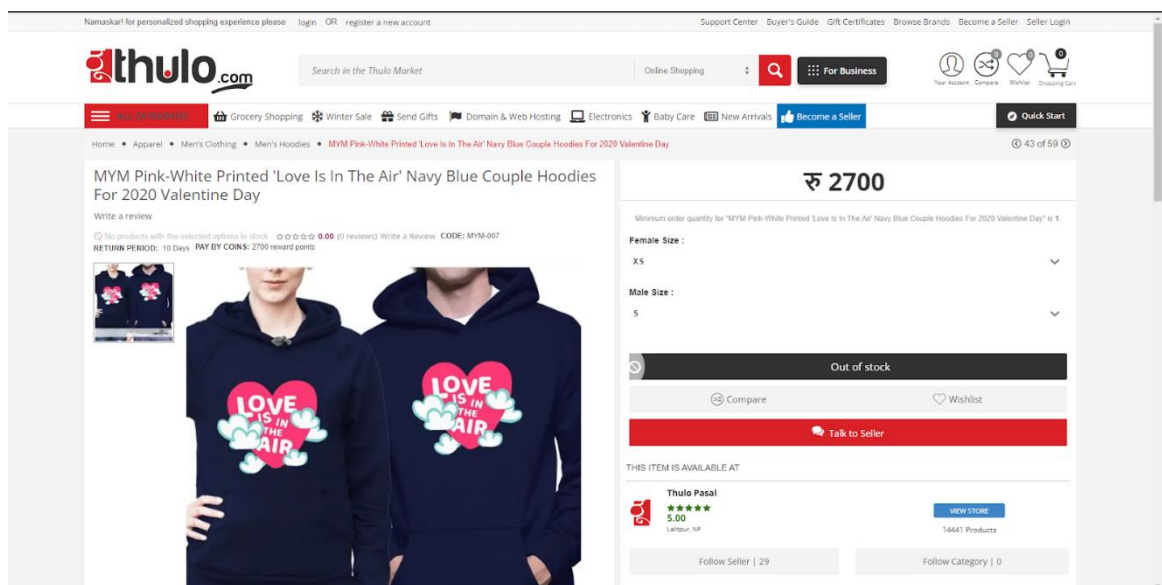 Namaskar! for personalized shopping experience please login OR register a new account
Support Center Buyer's Guide Gift Certificates Browse Brands Become a Seller Seller Login
thulo.com
Search in the Thulo Market
Online Shopping
For Business
0 0 0
Your Account Compare Wishlist Shopping Cart
ALL CATEGORIES
Grocery Shopping Winter Sale Send Gifts Domain & Web Hosting Electronics Baby Care New Arrivals Become a Seller
Quick Start
Home • Apparel • Men's Clothing • Men's Hoodies • MYM Pink-White Printed 'Love Is In The Air' Navy Blue Couple Hoodies For 2020 Valentine Day
43 of 59
MYM Pink-White Printed 'Love Is In The Air' Navy Blue Couple Hoodies
For 2020 Valentine Day
Write a review
No products with the selected options in stock 0.00 (0 reviews) Write a Review CODE: MYM-007
RETURN PERIOD: 10 Days PAY BY COINS: 2700 reward points
LOVE
IS IN
THE
AIR
LOVE
IS IN
THE
AIR
रु 2700
Minimum order quantity for "MYM Pink-White Printed 'Love Is In The Air' Navy Blue Couple Hoodies For 2020 Valentine Day" is 1.
Female Size :
XS
Male Size :
S
Out of stock
Compare
Wishlist
Talk to Seller
THIS ITEM IS AVAILABLE AT
Thulo Pasal
5.00
Lalitpur, NP
VIEW STORE
14441 Products
Follow Seller | 29
Follow Category | 0